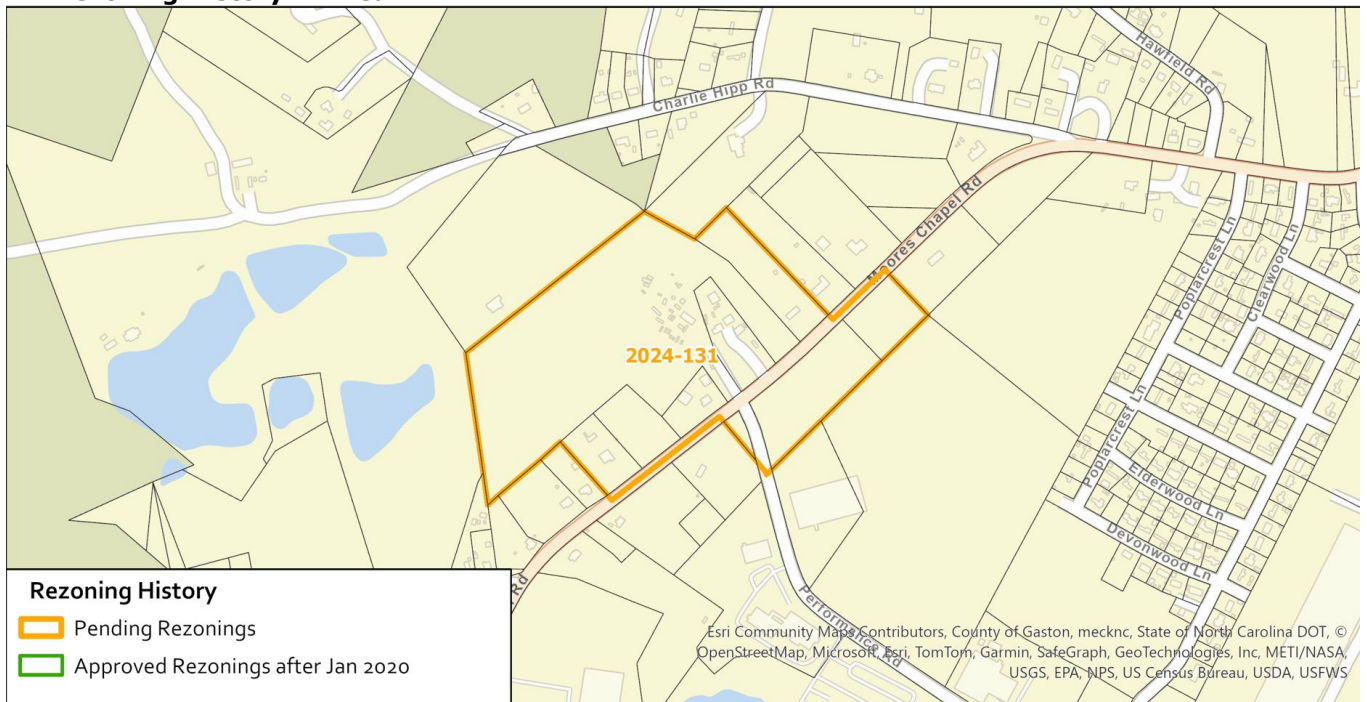 Charlie Hipp Rd
Hawfield Rd
Moores Chapel Rd
Poplarcrest Ln
Clearwood Ln
2024-131
Poplarcrest Ln
Elderwood Ln
Devonwood Ln
Rd
Performance Rd
Rezoning History
Pending Rezonings
Approved Rezonings after Jan 2020
Esri Community Maps Contributors, County of Gaston, mecknc, State of North Carolina DOT, ©
OpenStreetMap, Microsoft, Esri, TomTom, Garmin, SafeGraph, GeoTechnologies, Inc, METI/NASA,
USGS, EPA, NPS, US Census Bureau, USDA, USFWS